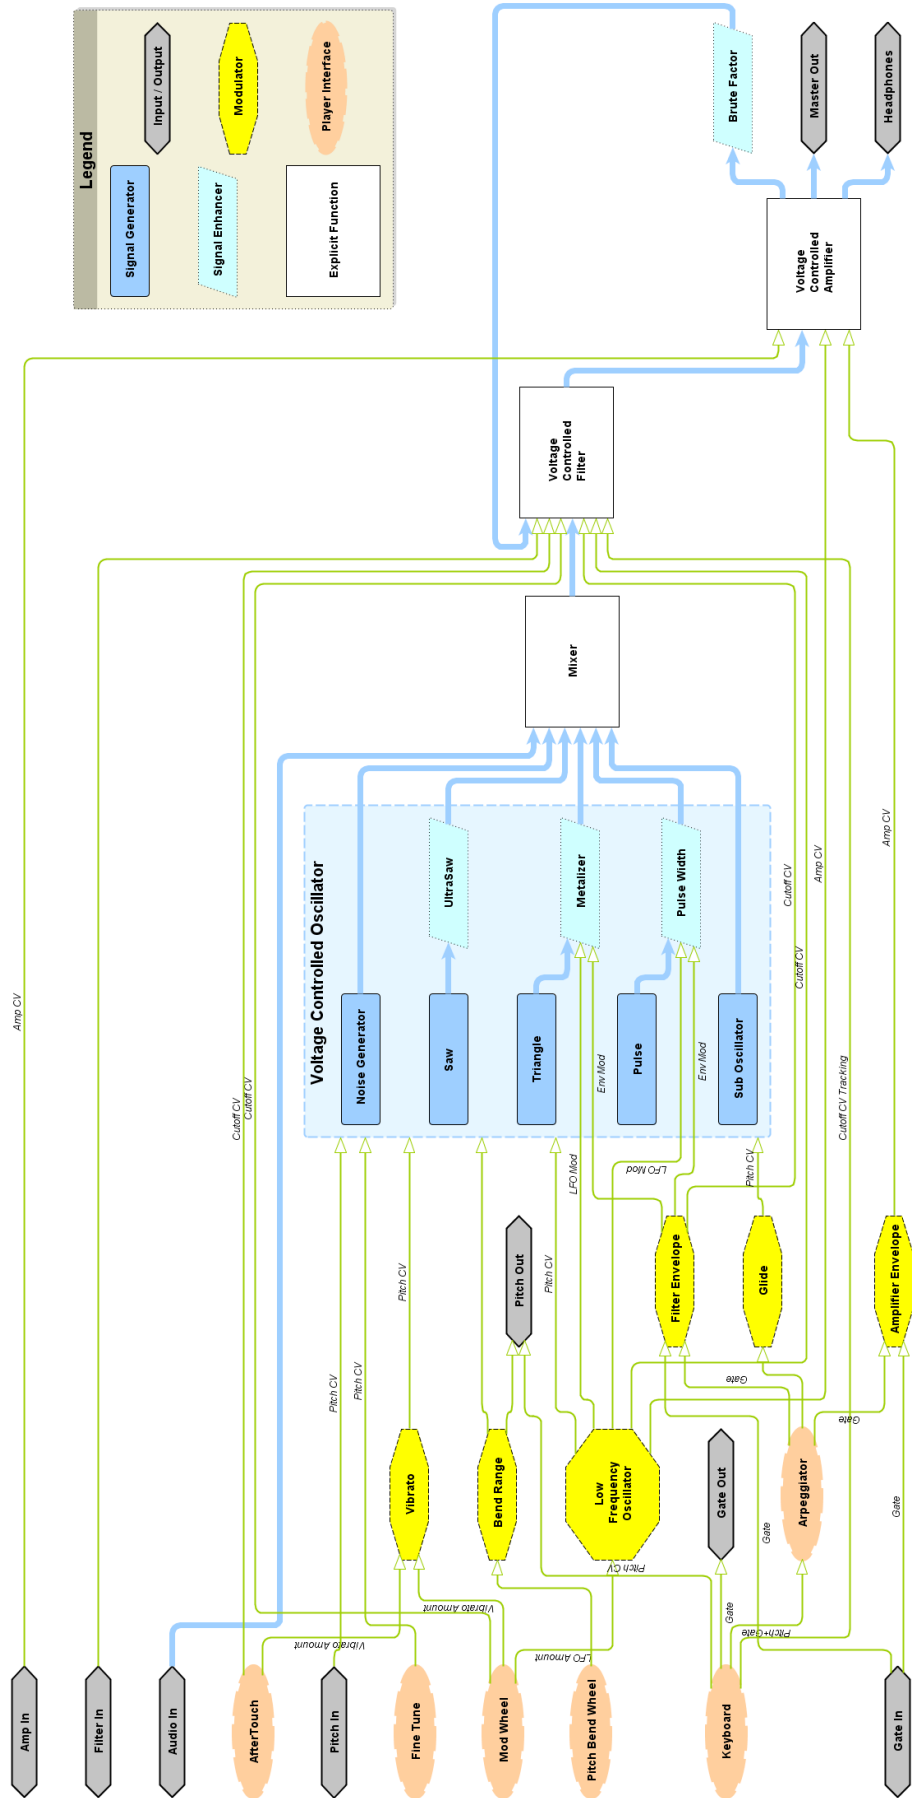 Legend
Signal Generator
Input / Output
Signal Enhancer
Modulator
Explicit Function
Player Interface
Brute Factor
Master Out
Headphones
Voltage
Controlled
Amplifier
Voltage
Controlled
Filter
Mixer
Voltage Controlled Oscillator
Noise Generator
Saw
UltraSaw
Triangle
Metalizer
Pulse
Pulse Width
Sub Oscillator
Amp CV
Cutoff CV
Cutoff CV
Cutoff CV
Cutoff CV
Amp CV
Amp CV
Cutoff CV Tracking
Env Mod
Env Mod
LFO Mod
LFO Mod
Pitch CV
Pitch CV
Pitch CV
Pitch CV
Pitch CV
Pitch CV
Pitch Out
Filter Envelope
Glide
Amplifier Envelope
Gate
Gate
Gate
Gate
Gate
Vibrato
Bend Range
Low
Frequency
Oscillator
Gate Out
Arpeggiator
Vibrato Amount
Vibrato Amount
LFO Amount
Pitch+Gate
Amp In
Filter In
Audio In
AfterTouch
Pitch In
Fine Tune
Mod Wheel
Pitch Bend Wheel
Keyboard
Gate In